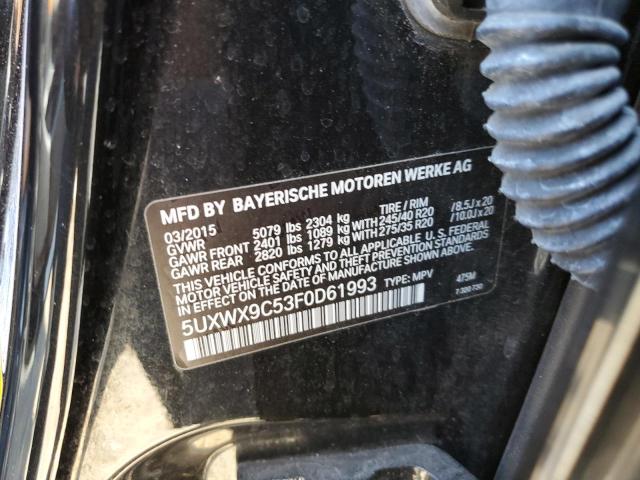 MFD BY BAYERISCHE MOTOREN WERKE AG
03/2015 TIRE / RIM
GVWR 5079 lbs 2304 kg
GAWR FRONT 2401 lbs 1089 kg WITH 245/40 R20 /8.5J x 20
GAWR REAR 2820 lbs 1279 kg WITH 275/35 R20 /10.0J x 20
THIS VEHICLE CONFORMS TO ALL APPLICABLE U.S. FEDERAL
MOTOR VEHICLE SAFETY AND THEFT PREVENTION STANDARDS
IN EFFECT ON THE DATE OF MANUFACTURE SHOWN ABOVE.
5UXWX9C53F0D61993 TYPE: MPV 475M
7 320 730